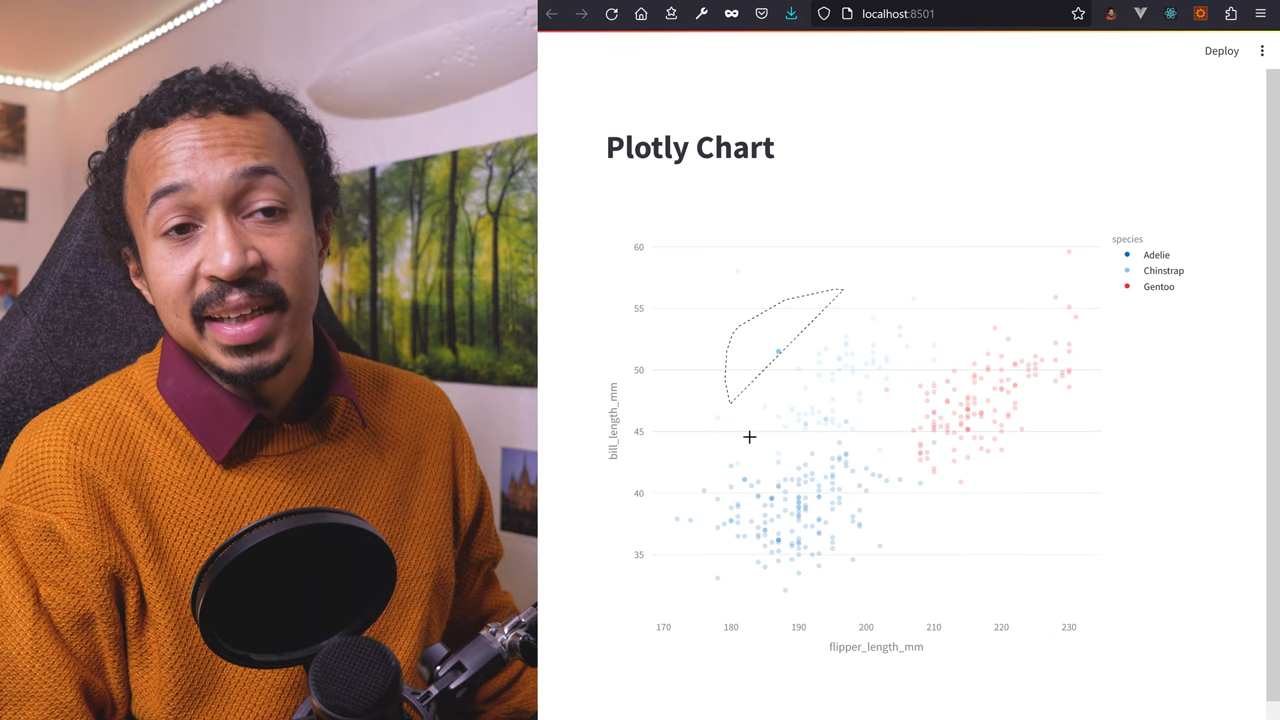 localhost:8501
Deploy
Plotly Chart
species
Adelie
Chinstrap
Gentoo
60
55
50
45
40
35
bill_length_mm
170 180 190 200 210 220 230
flipper_length_mm